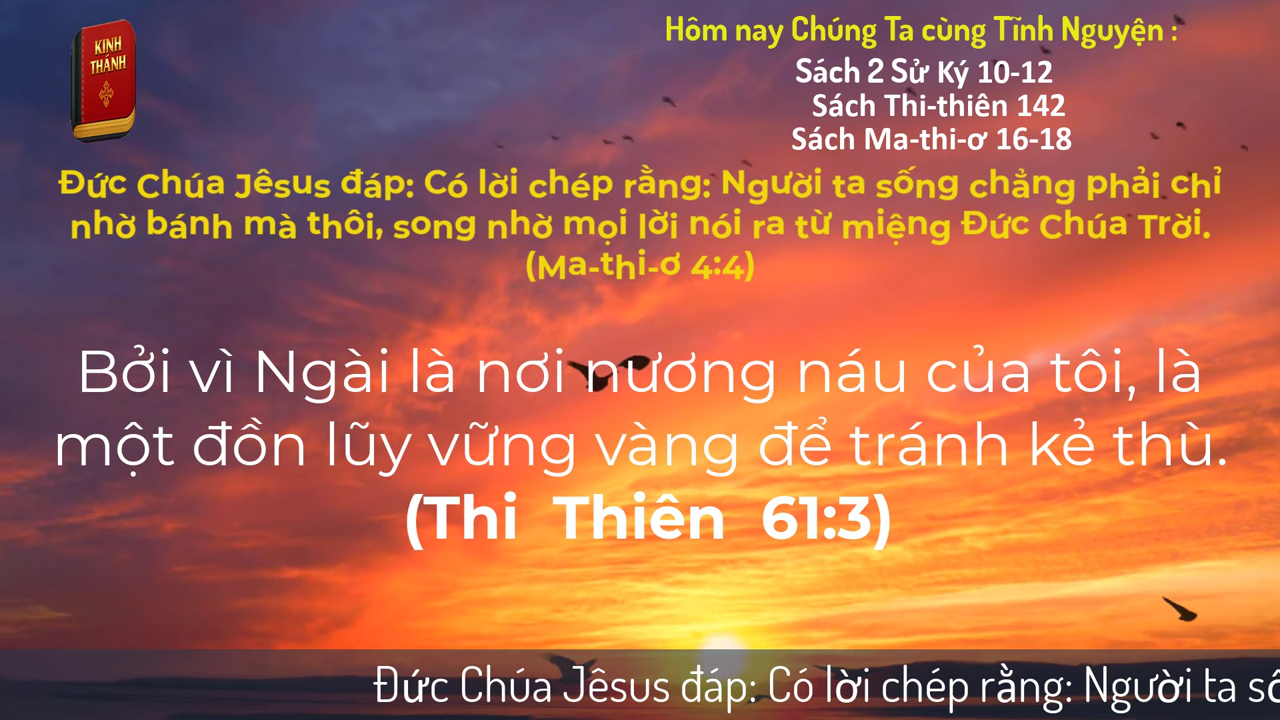 KINH
THÁNH
Hôm nay Chúng Ta cùng Tĩnh Nguyện :
Sách 2 Sử Ký 10-12
Sách Thi-thiên 142
Sách Ma-thi-ơ 16-18
Đức Chúa Jêsus đáp: Có lời chép rằng: Người ta sống chẳng phải chỉ
nhờ bánh mà thôi, song nhờ mọi lời nói ra từ miệng Đức Chúa Trời.
(Ma-thi-ơ 4:4)
Bởi vì Ngài là nơi nương náu của tôi, là
một đồn lũy vững vàng để tránh kẻ thù.
(Thi Thiên 61:3)
Đức Chúa Jêsus đáp: Có lời chép rằng: Người ta